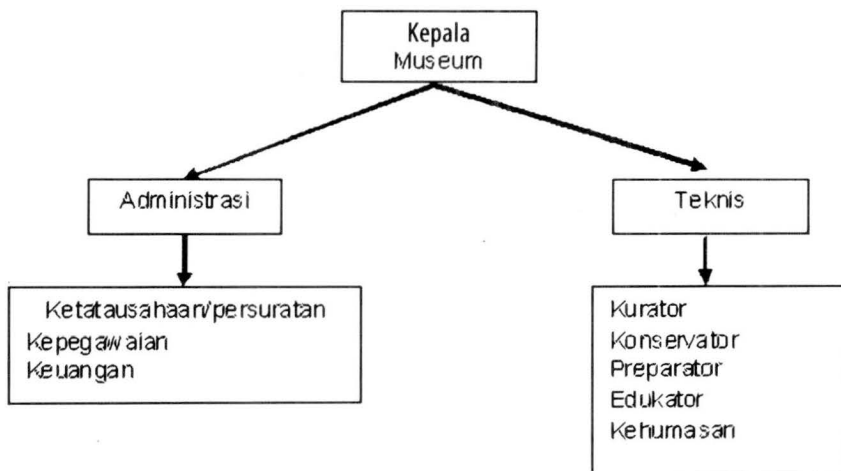 Kepala
Museum
Administrasi
Teknis
Ketatausahaan/persuratan
Kepegawaian
Keuangan
Kurator
Konservator
Preparator
Edukator
Kehumasan